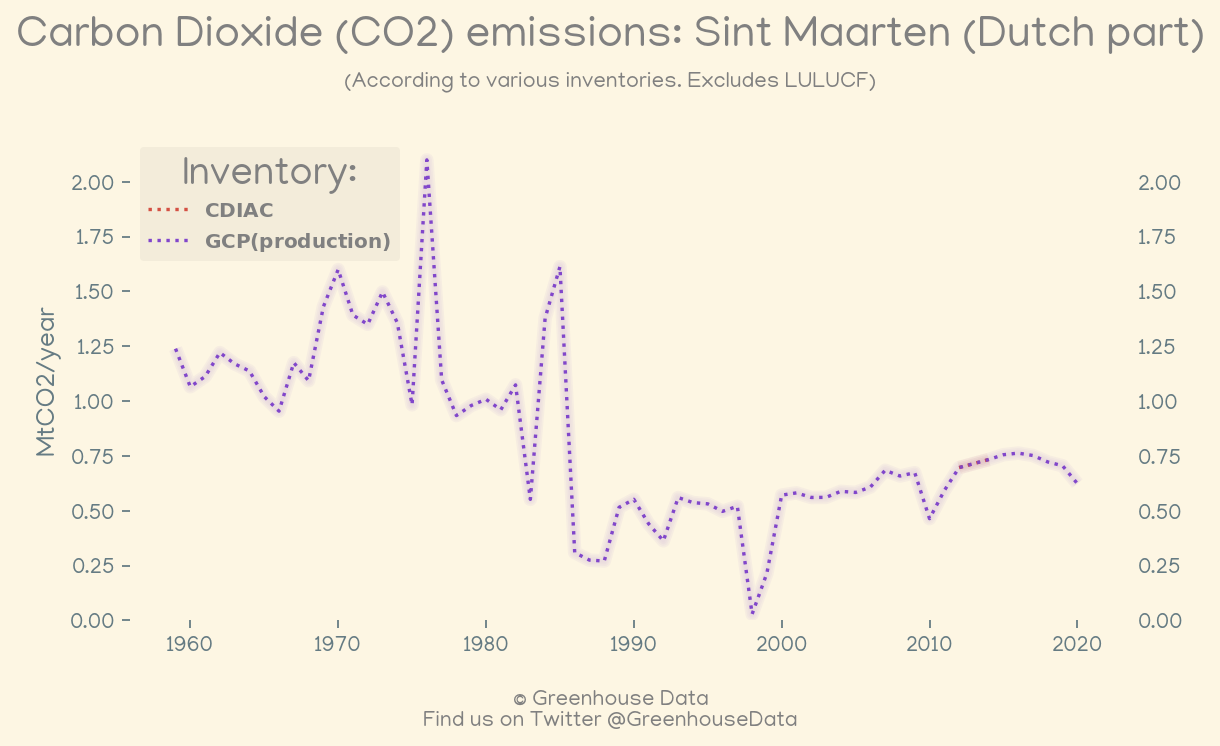 Carbon Dioxide (CO2) emissions: Sint Maarten (Dutch part)
(According to various inventories. Excludes LULUCF)
Inventory:
CDIAC
GCP(production)
MtCO2/year
2.00
1.75
1.50
1.25
1.00
0.75
0.50
0.25
0.00
2.00
1.75
1.50
1.25
1.00
0.75
0.50
0.25
0.00
1960 1970 1980 1990 2000 2010 2020
© Greenhouse Data
Find us on Twitter @GreenhouseData